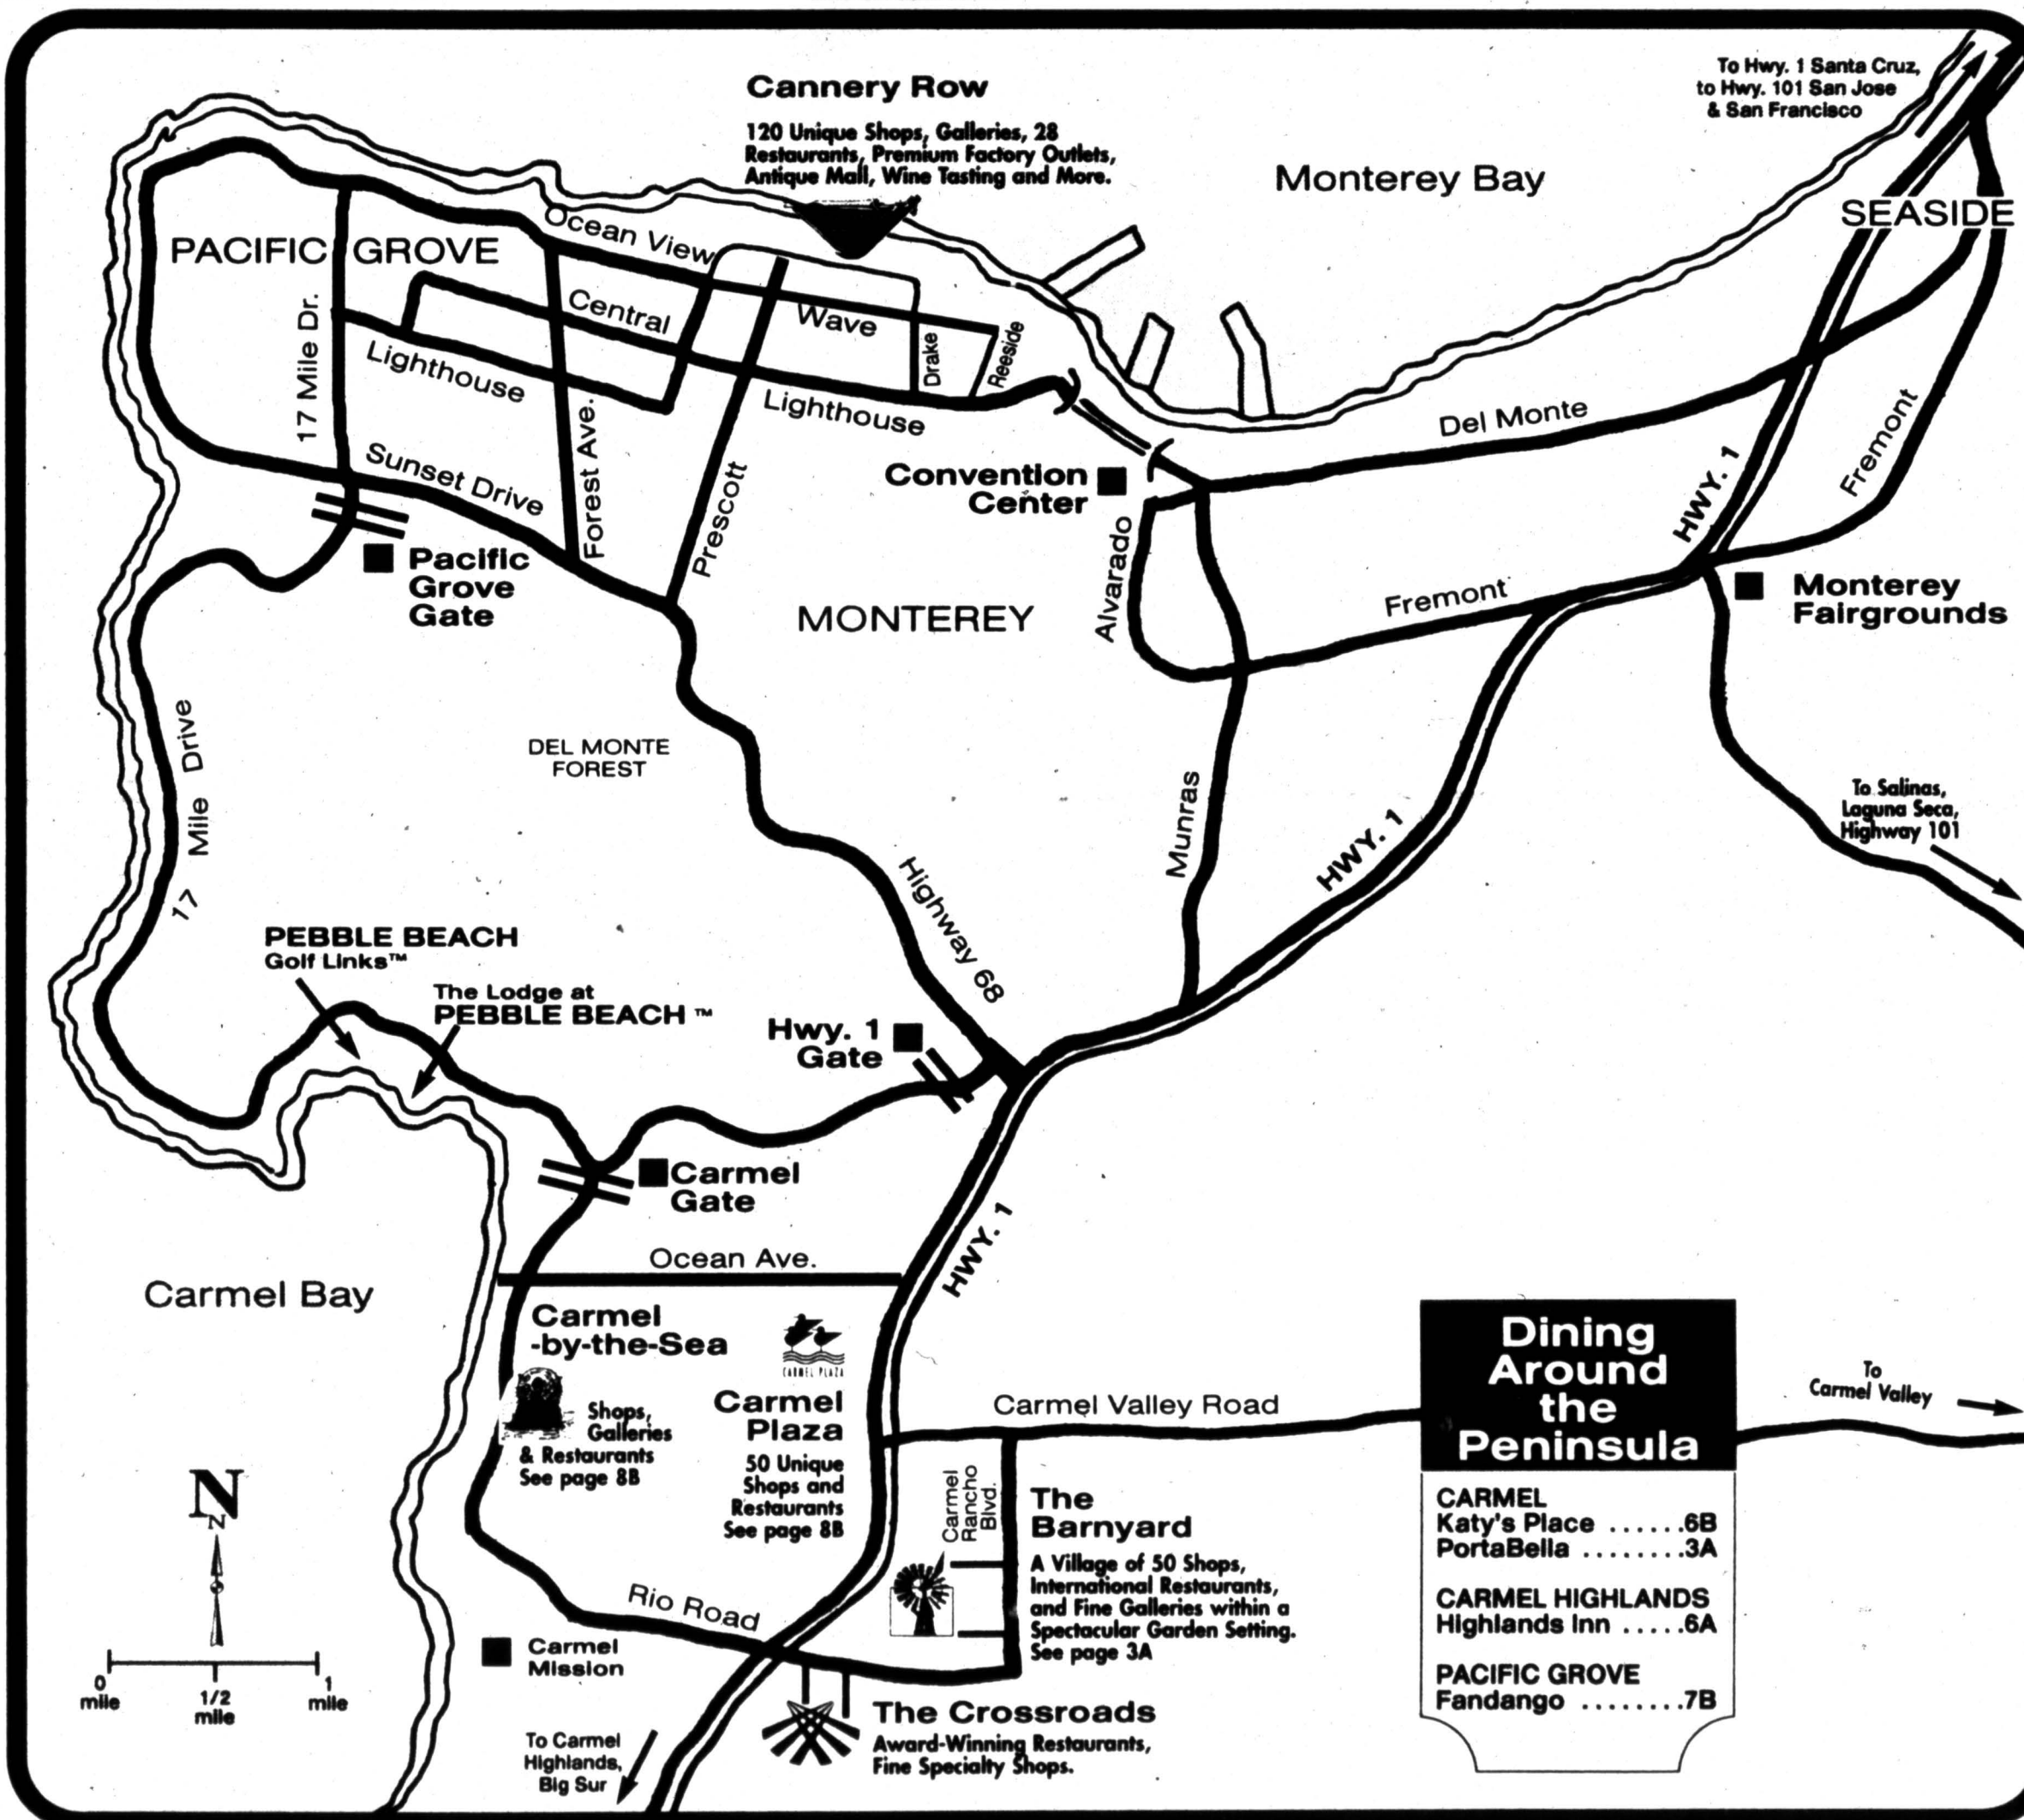 To Hwy. 1 Santa Cruz,
to Hwy. 101 San Jose
& San Francisco
Cannery Row
120 Unique Shops, Galleries, 28
Restaurants, Premium Factory Outlets,
Antique Mall, Wine Tasting and More.
Monterey Bay
SEASIDE
PACIFIC GROVE
Ocean View
Central
Wave
Drake
Reeside
17 Mile Dr.
Lighthouse
Lighthouse
Forest Ave.
Sunset Drive
Prescott
Del Monte
HWY. 1
Fremont
Convention
Center
Alvarado
Pacific
Grove
Gate
MONTEREY
Fremont
Monterey
Fairgrounds
17 Mile Drive
DEL MONTE
FOREST
Munras
HWY. 1
To Salinas,
Laguna Seca,
Highway 101
Highway 68
PEBBLE BEACH
Golf Links™
The Lodge at
PEBBLE BEACH ™
Hwy. 1
Gate
Carmel
Gate
HWY. 1
Ocean Ave.
Carmel Bay
Carmel
-by-the-Sea
Shops,
Galleries
& Restaurants
See page 8B
CARMEL PLAZA
Carmel
Plaza
50 Unique
Shops and
Restaurants
See page 8B
Carmel Valley Road
To
Carmel Valley
Carmel
Rancho
Blvd.
The
Barnyard
A Village of 50 Shops,
International Restaurants,
and Fine Galleries within a
Spectacular Garden Setting.
See page 3A
Rio Road
Carmel
Mission
The Crossroads
Award-Winning Restaurants,
Fine Specialty Shops.
To Carmel
Highlands,
Big Sur
N
N
0
mile
1/2
mile
1
mile
Dining
Around
the
Peninsula
CARMEL
Katy's Place ......6B
PortaBella ........3A
CARMEL HIGHLANDS
Highlands Inn .....6A
PACIFIC GROVE
Fandango ........7B